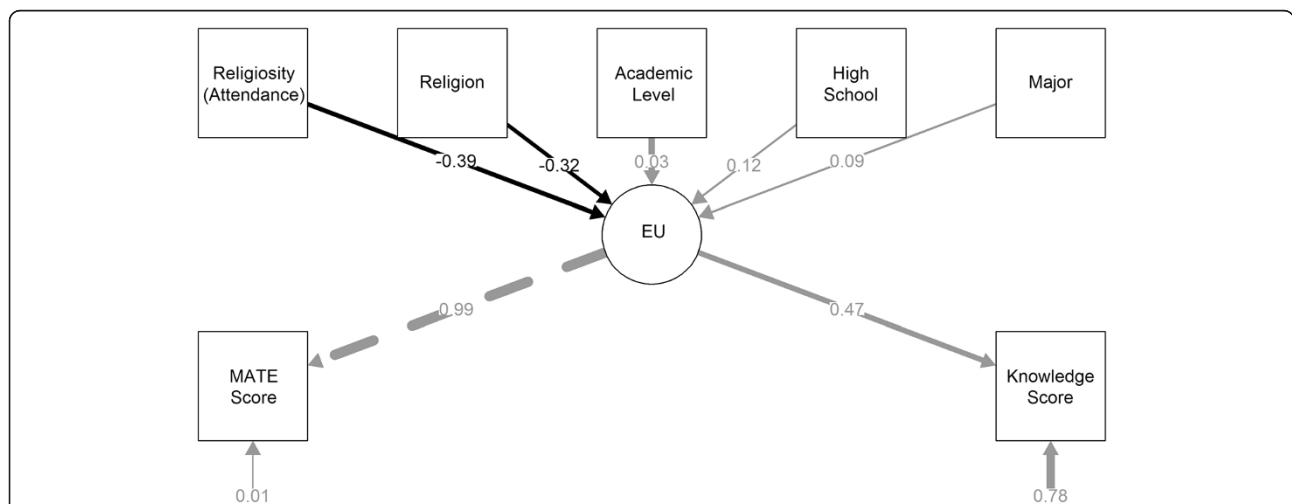 Religiosity
(Attendance)
Religion
Academic
Level
High
School
Major
-0.39
-0.32
0.03
0.12
0.09
EU
0.99
0.47
MATE
Score
Knowledge
Score
0.01
0.78